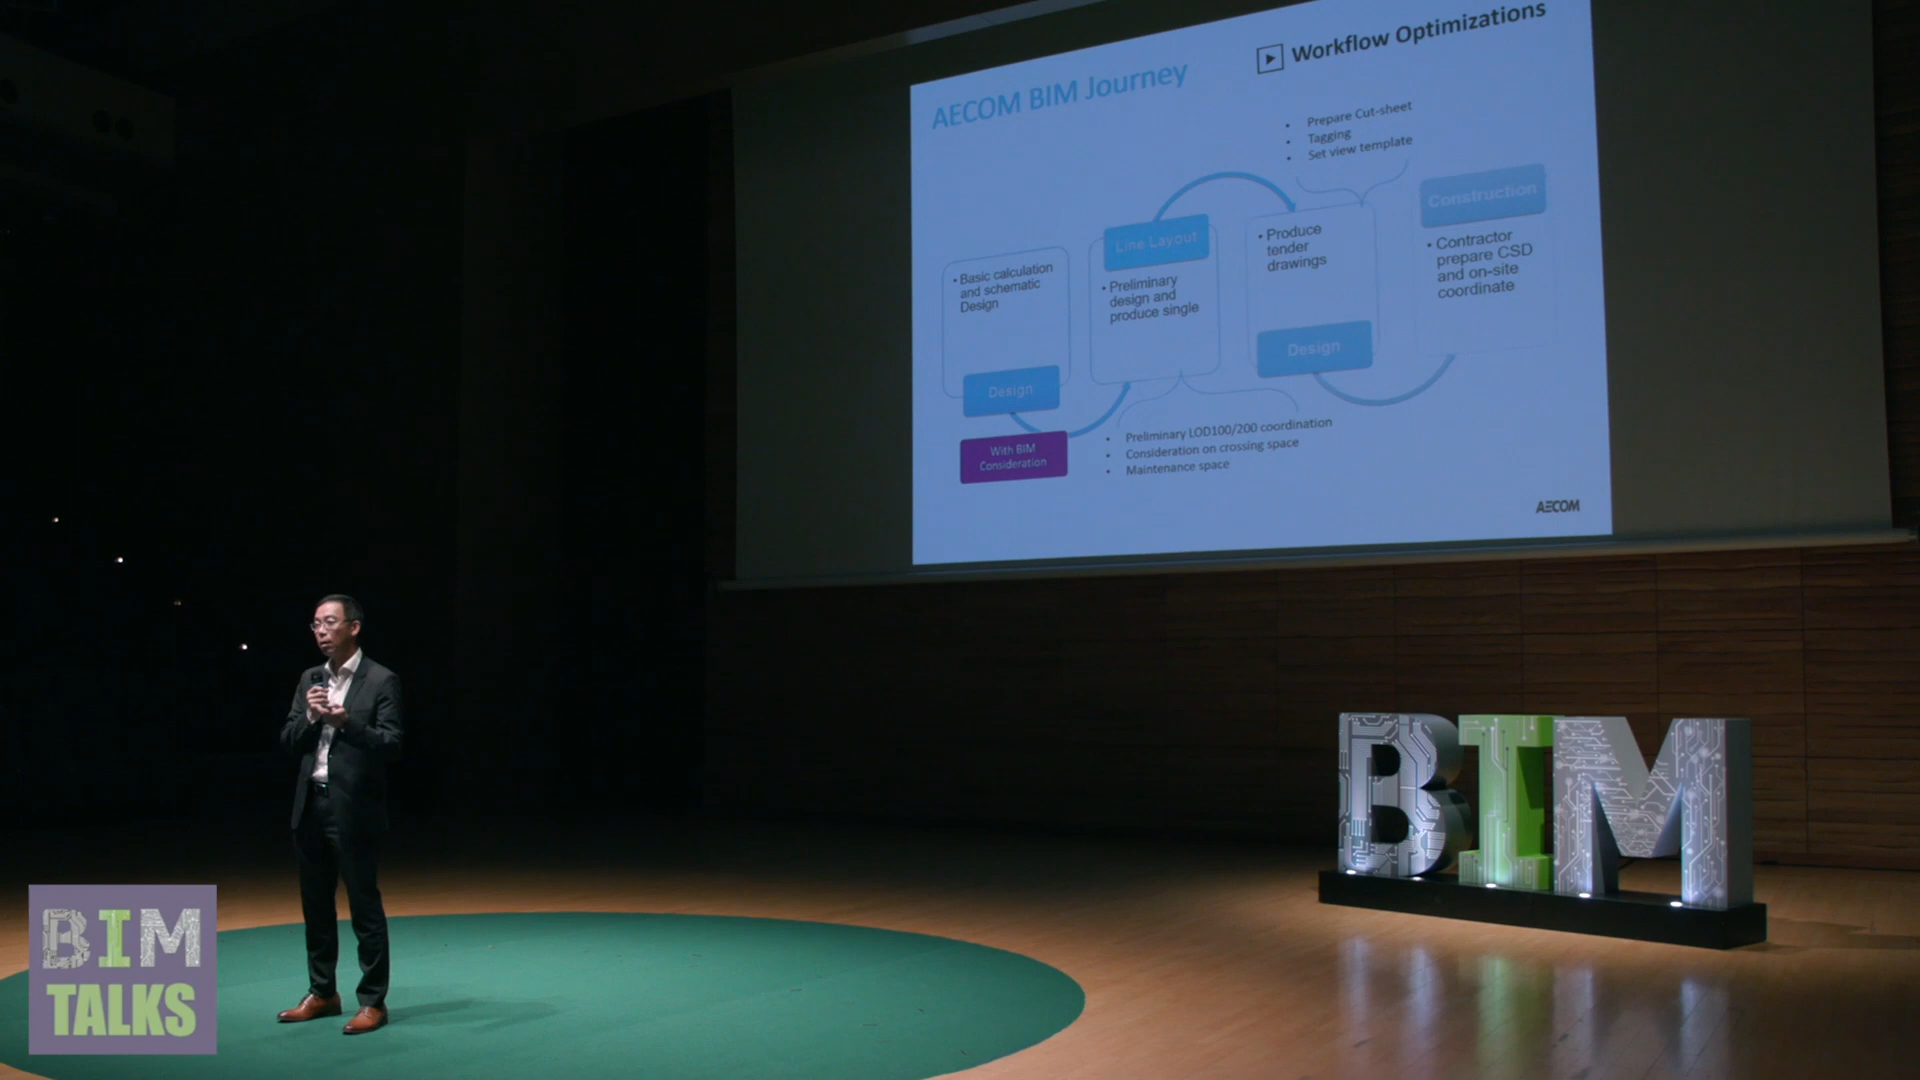 Workflow Optimizations
AECOM BIM Journey
• Prepare Cut-sheet
• Tagging
• Set view template
Construction
Line Layout
• Produce
tender
drawings
• Contractor
prepare CSD
and on-site
coordinate
• Basic calculation
and schematic
Design
• Preliminary
design and
produce single
Design
Design
With BIM
Consideration
• Preliminary LOD100/200 coordination
• Consideration on crossing space
• Maintenance space
AECOM
BIM
BIM
TALKS